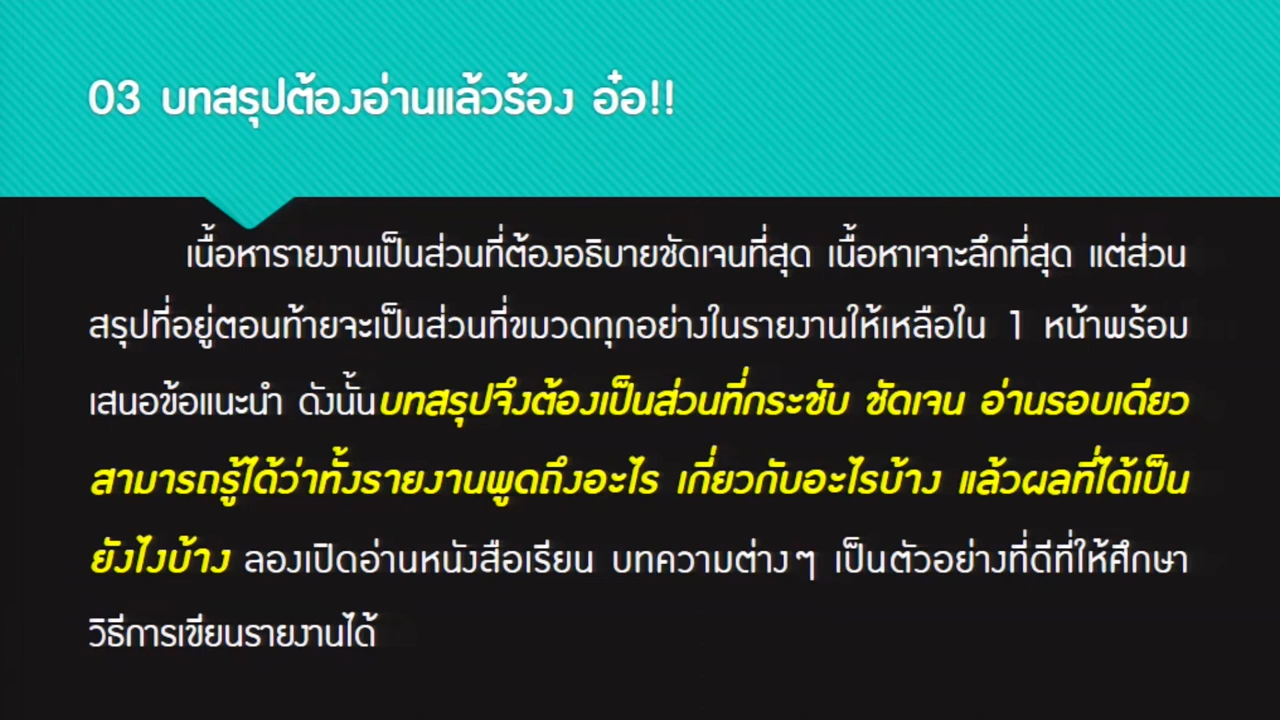 03 บทสรุปต้องอ่านแล้วร้อง อ๋อ!!
เนื้อหารายงานเป็นส่วนที่ต้องอธิบายชัดเจนที่สุด เนื้อหาเจาะลึกที่สุด แต่ส่วน
สรุปที่อยู่ตอนท้ายจะเป็นส่วนที่ขมวดทุกอย่างในรายงานให้เหลือใน 1 หน้าพร้อม
เสนอข้อแนะนำ ดังนั้นบทสรุปจึงต้องเป็นส่วนที่กระชับ ชัดเจน อ่านรอบเดียว
สามารถรู้ได้ว่าทั้งรายงานพูดถึงอะไร เกี่ยวกับอะไรบ้าง แล้วผลที่ได้เป็น
ยังไงบ้าง ลองเปิดอ่านหนังสือเรียน บทความต่างๆ เป็นตัวอย่างที่ดีที่ให้ศึกษา
วิธีการเขียนรายงานได้